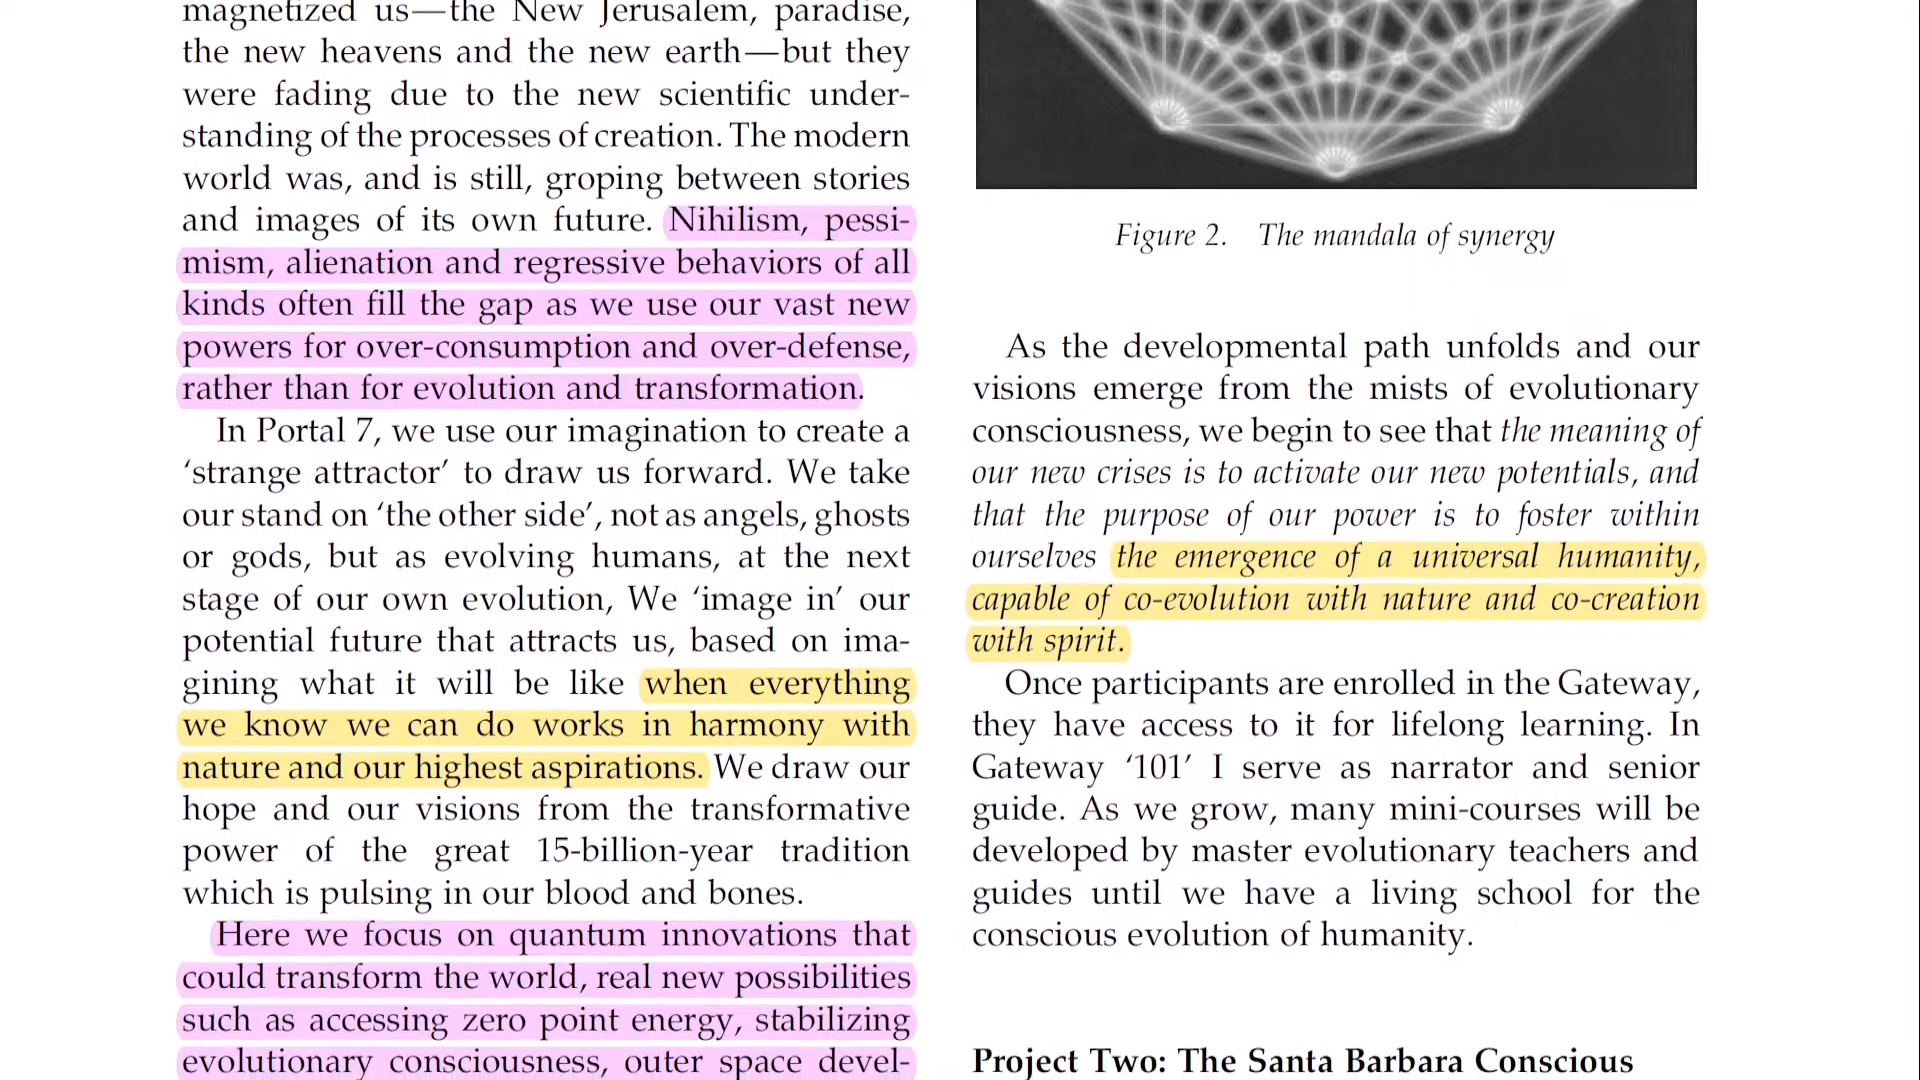 magnetized us—the New Jerusalem, paradise,
the new heavens and the new earth—but they
were fading due to the new scientific under-
standing of the processes of creation. The modern
world was, and is still, groping between stories
and images of its own future. Nihilism, pessi-
mism, alienation and regressive behaviors of all
kinds often fill the gap as we use our vast new
powers for over-consumption and over-defense,
rather than for evolution and transformation.
In Portal 7, we use our imagination to create a
‘strange attractor’ to draw us forward. We take
our stand on ‘the other side’, not as angels, ghosts
or gods, but as evolving humans, at the next
stage of our own evolution, We ‘image in’ our
potential future that attracts us, based on ima-
gining what it will be like when everything
we know we can do works in harmony with
nature and our highest aspirations. We draw our
hope and our visions from the transformative
power of the great 15-billion-year tradition
which is pulsing in our blood and bones.
Here we focus on quantum innovations that
could transform the world, real new possibilities
such as accessing zero point energy, stabilizing
evolutionary consciousness, outer space devel-
Figure 2. The mandala of synergy
As the developmental path unfolds and our
visions emerge from the mists of evolutionary
consciousness, we begin to see that the meaning of
our new crises is to activate our new potentials, and
that the purpose of our power is to foster within
ourselves the emergence of a universal humanity,
capable of co-evolution with nature and co-creation
with spirit.
Once participants are enrolled in the Gateway,
they have access to it for lifelong learning. In
Gateway ‘101’ I serve as narrator and senior
guide. As we grow, many mini-courses will be
developed by master evolutionary teachers and
guides until we have a living school for the
conscious evolution of humanity.
Project Two: The Santa Barbara Conscious